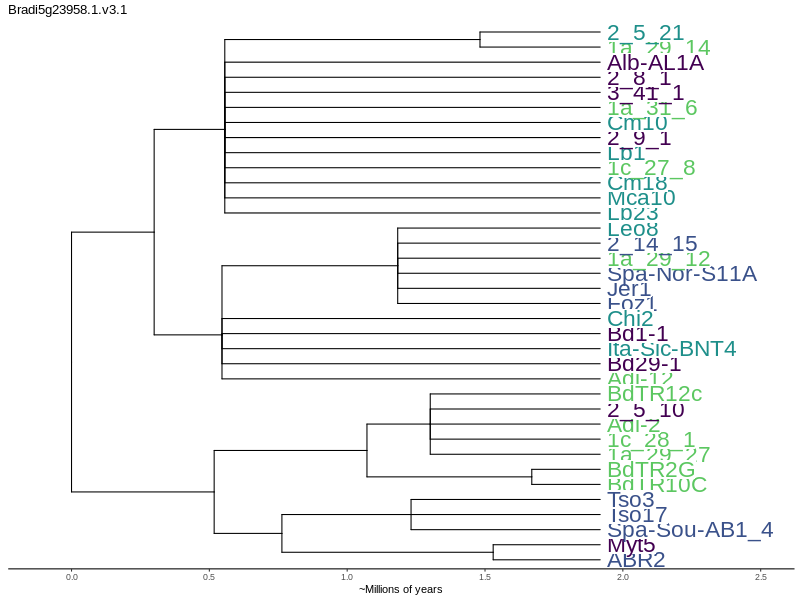 Bradi5g23958.1.v3.1
2_5_21
1a_29_14
Alb-AL1A
2_8_1
3_41_1
1a_31_6
Cm10
2_9_1
Lb1
1c_27_8
Cm18
Mca10
Lb23
Leo8
2_14_15
1a_29_12
Spa-Nor-S11A
Jer1
Foz1
Chi2
Bd1-1
Ita-Sic-BNT4
Bd29-1
Adi-12
BdTR12c
2_5_10
Adi-2
1c_28_1
1a_29_27
BdTR2G
BdTR10C
Tso3
Tso17
Spa-Sou-AB1_4
Myt5
ABR2
0.0 0.5 1.0 1.5 2.0 2.5
~Millions of years